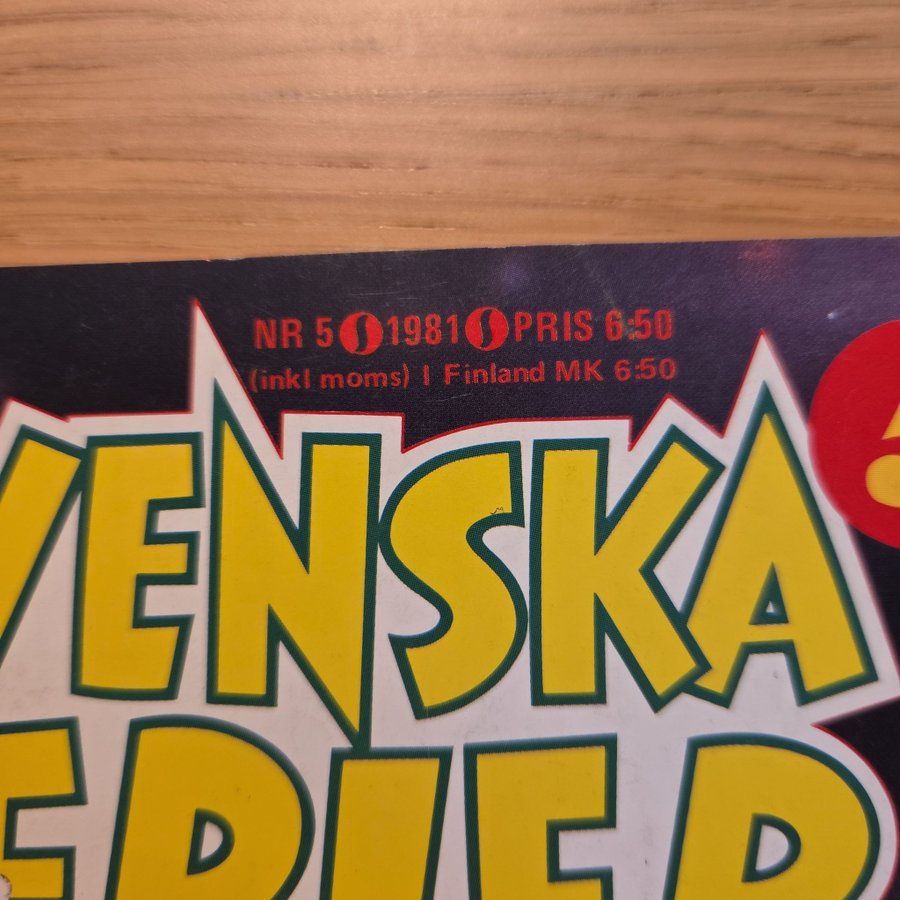 NR 5 1981 PRIS 6:50
(inkl moms) I Finland MK 6:50
VENSKA
ERIER